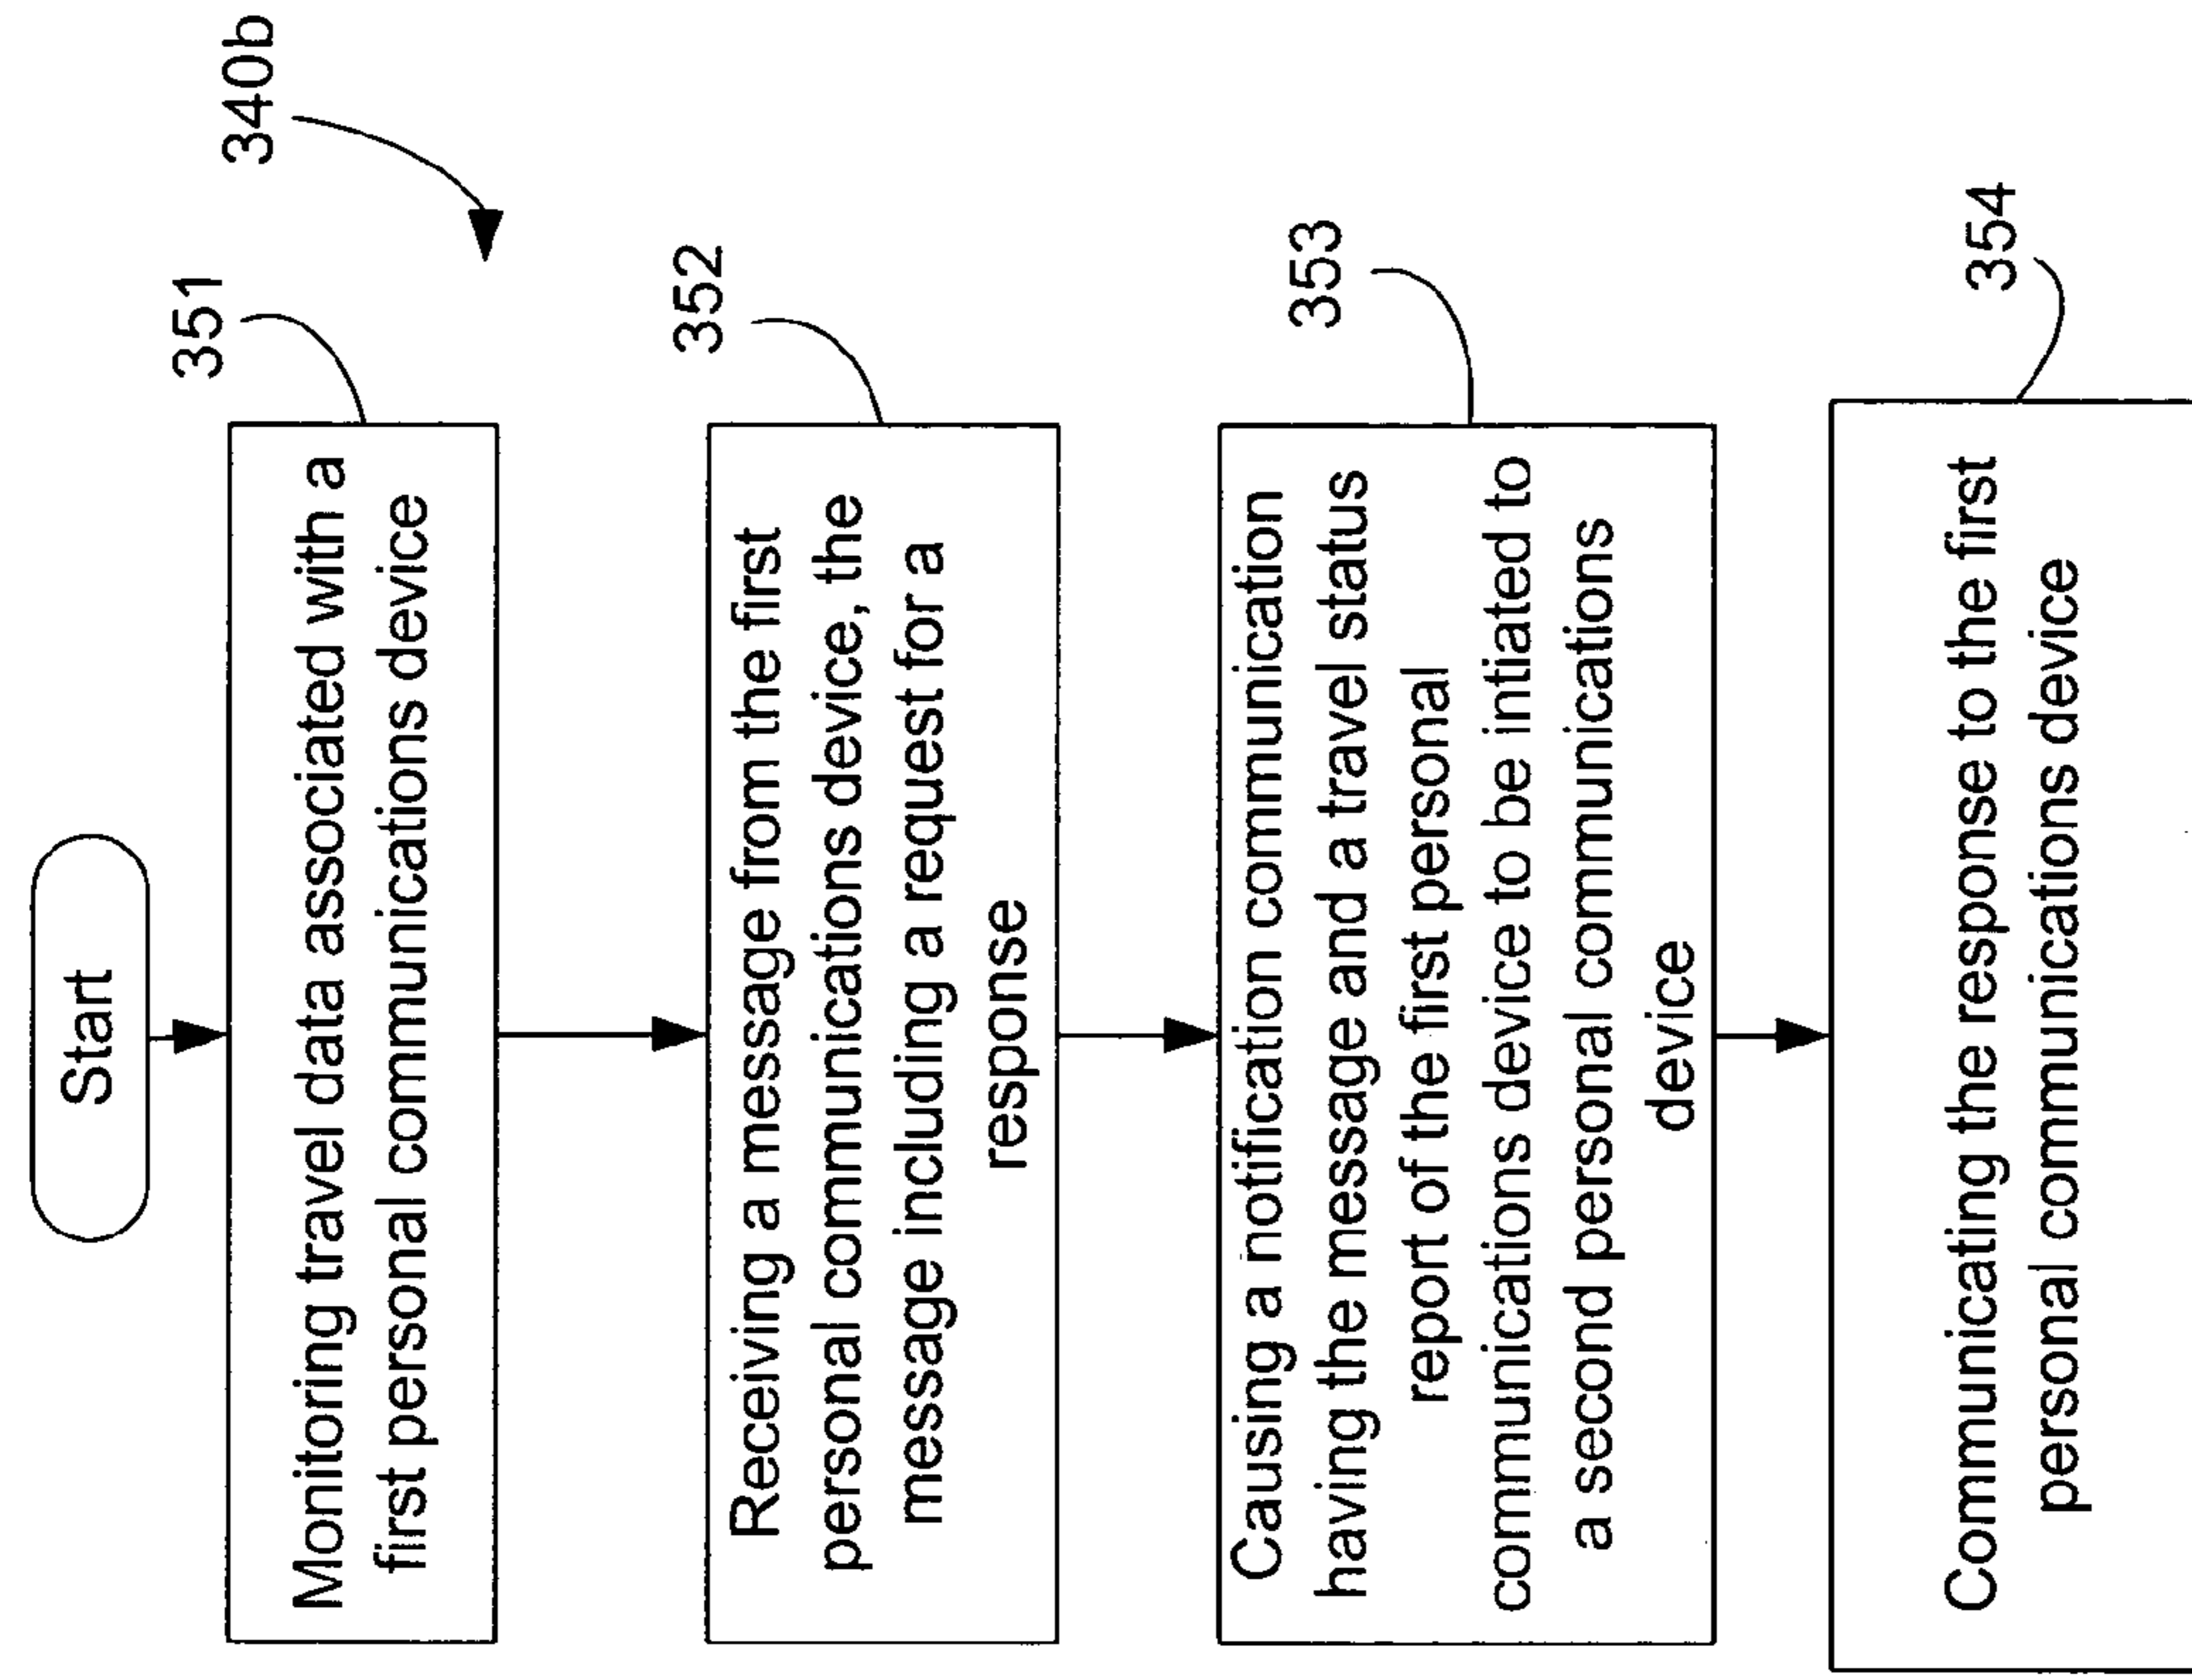 340b
Start
351
Monitoring travel data associated with a
first personal communications device
352
Receiving a message from the first
personal communications device, the
message including a request for a
response
353
Causing a notification communication
having the message and a travel status
report of the first personal
communications device to be intiated to
a second personal communications
device
354
Communicating the response to the first
personal communications device